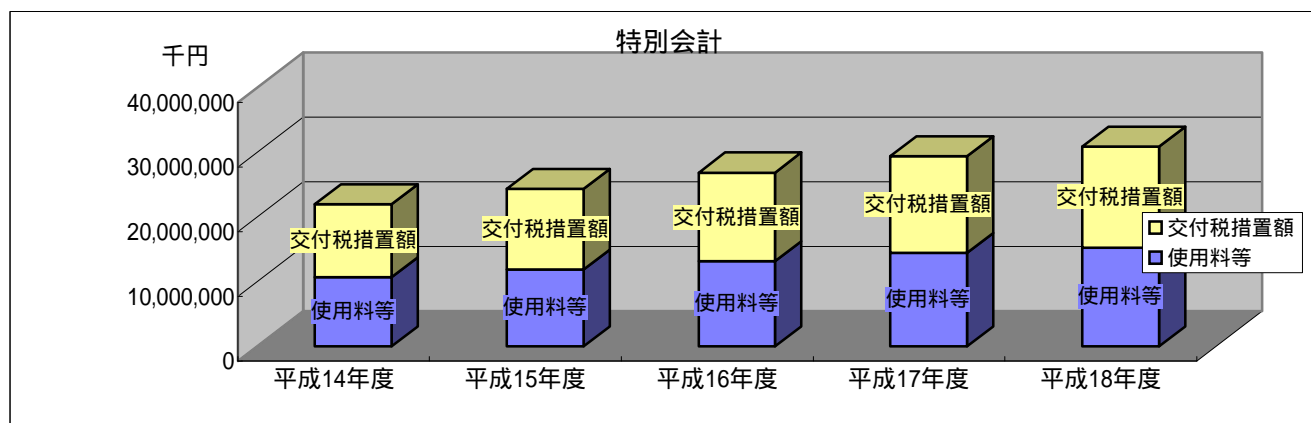 特別会計
千円
40,000,000
30,000,000
20,000,000
10,000,000
0
交付税措置額
交付税措置額
交付税措置額
交付税措置額
交付税措置額
使用料等
使用料等
使用料等
使用料等
使用料等
交付税措置額
使用料等
平成14年度
平成15年度
平成16年度
平成17年度
平成18年度